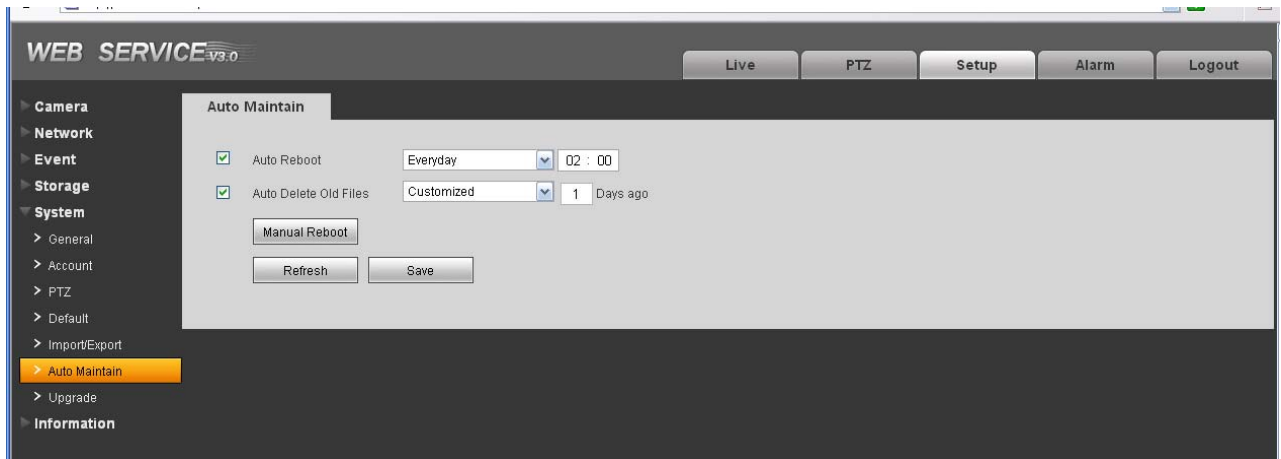 WEB SERVICE V3.0
Live PTZ Setup Alarm Logout
Camera
Network
Event
Storage
System
> General
> Account
> PTZ
> Default
> Import/Export
> Auto Maintain
> Upgrade
Information
Auto Maintain
Auto Reboot Everyday 02 : 00
Auto Delete Old Files Customized 1 Days ago
Manual Reboot
Refresh Save